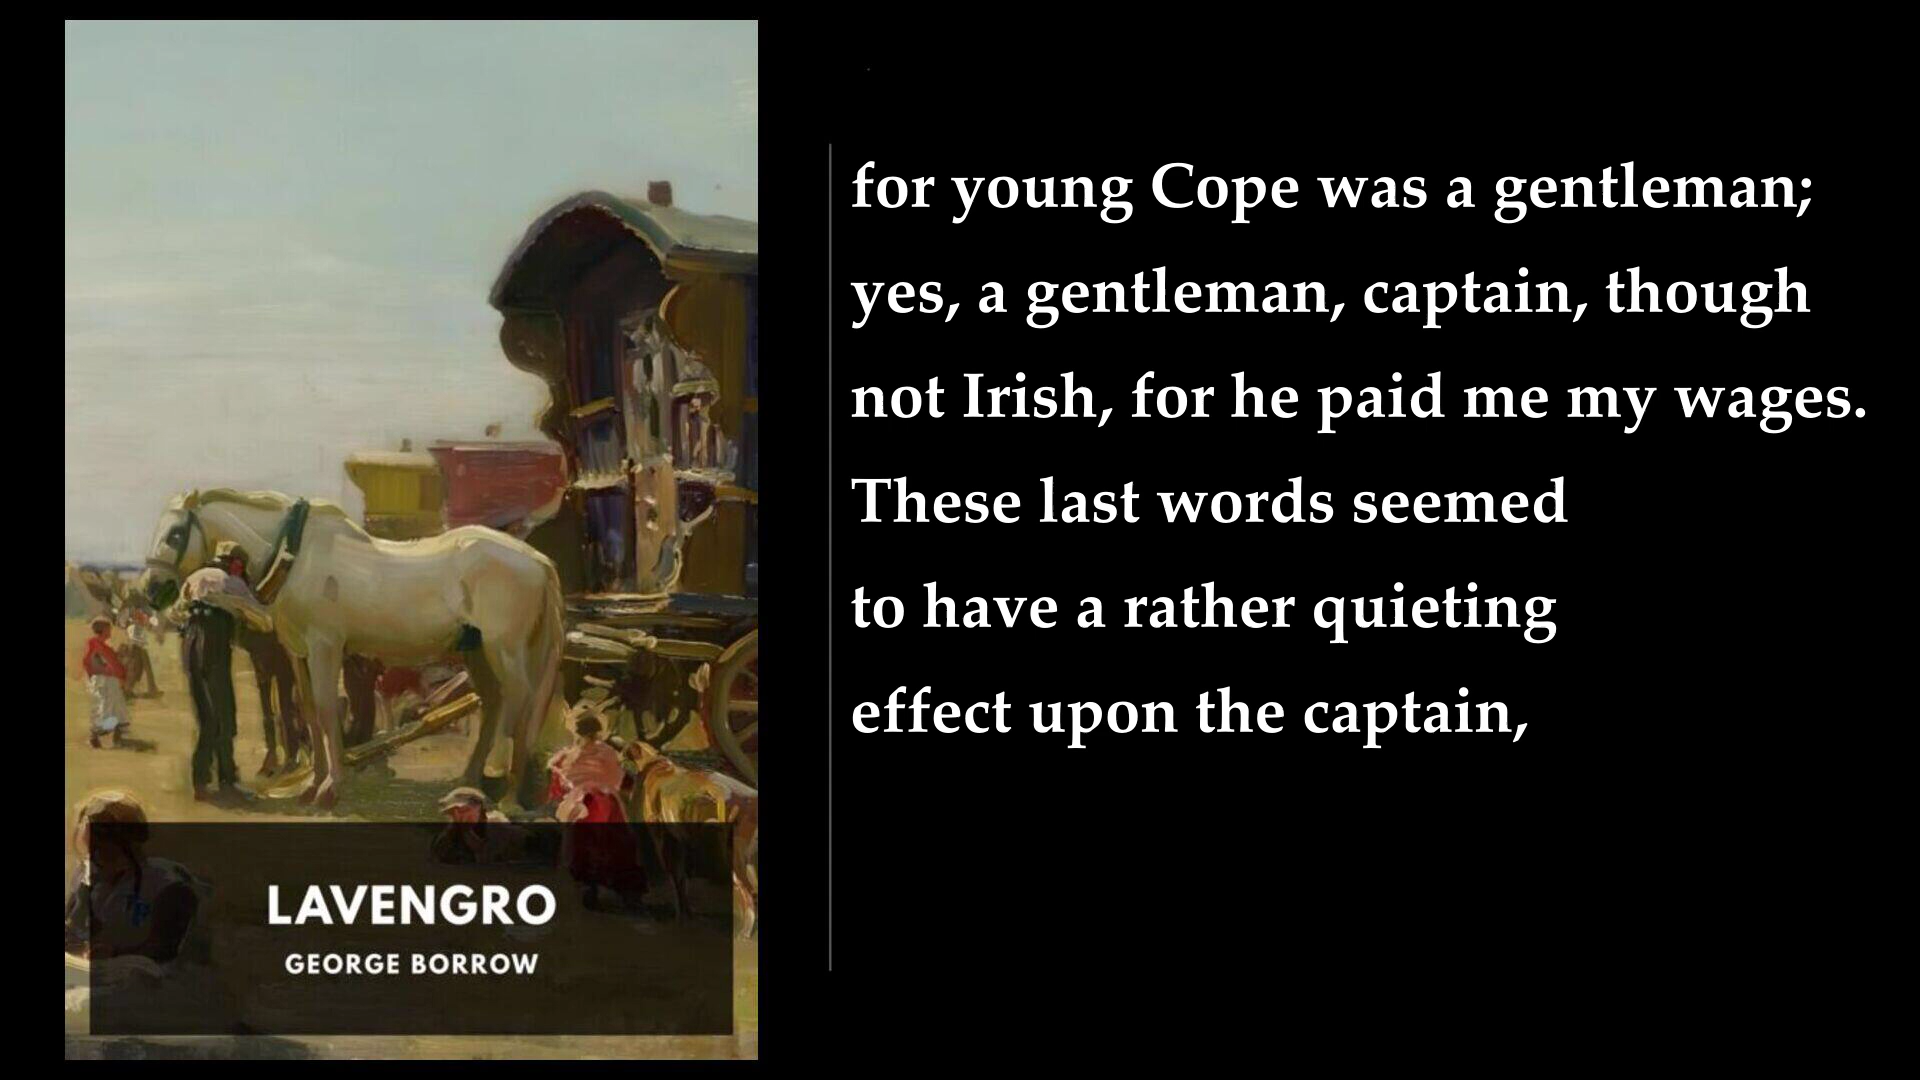 LAVENGRO
GEORGE BORROW
for young Cope was a gentleman;
yes, a gentleman, captain, though
not Irish, for he paid me my wages.
These last words seemed
to have a rather quieting
effect upon the captain,